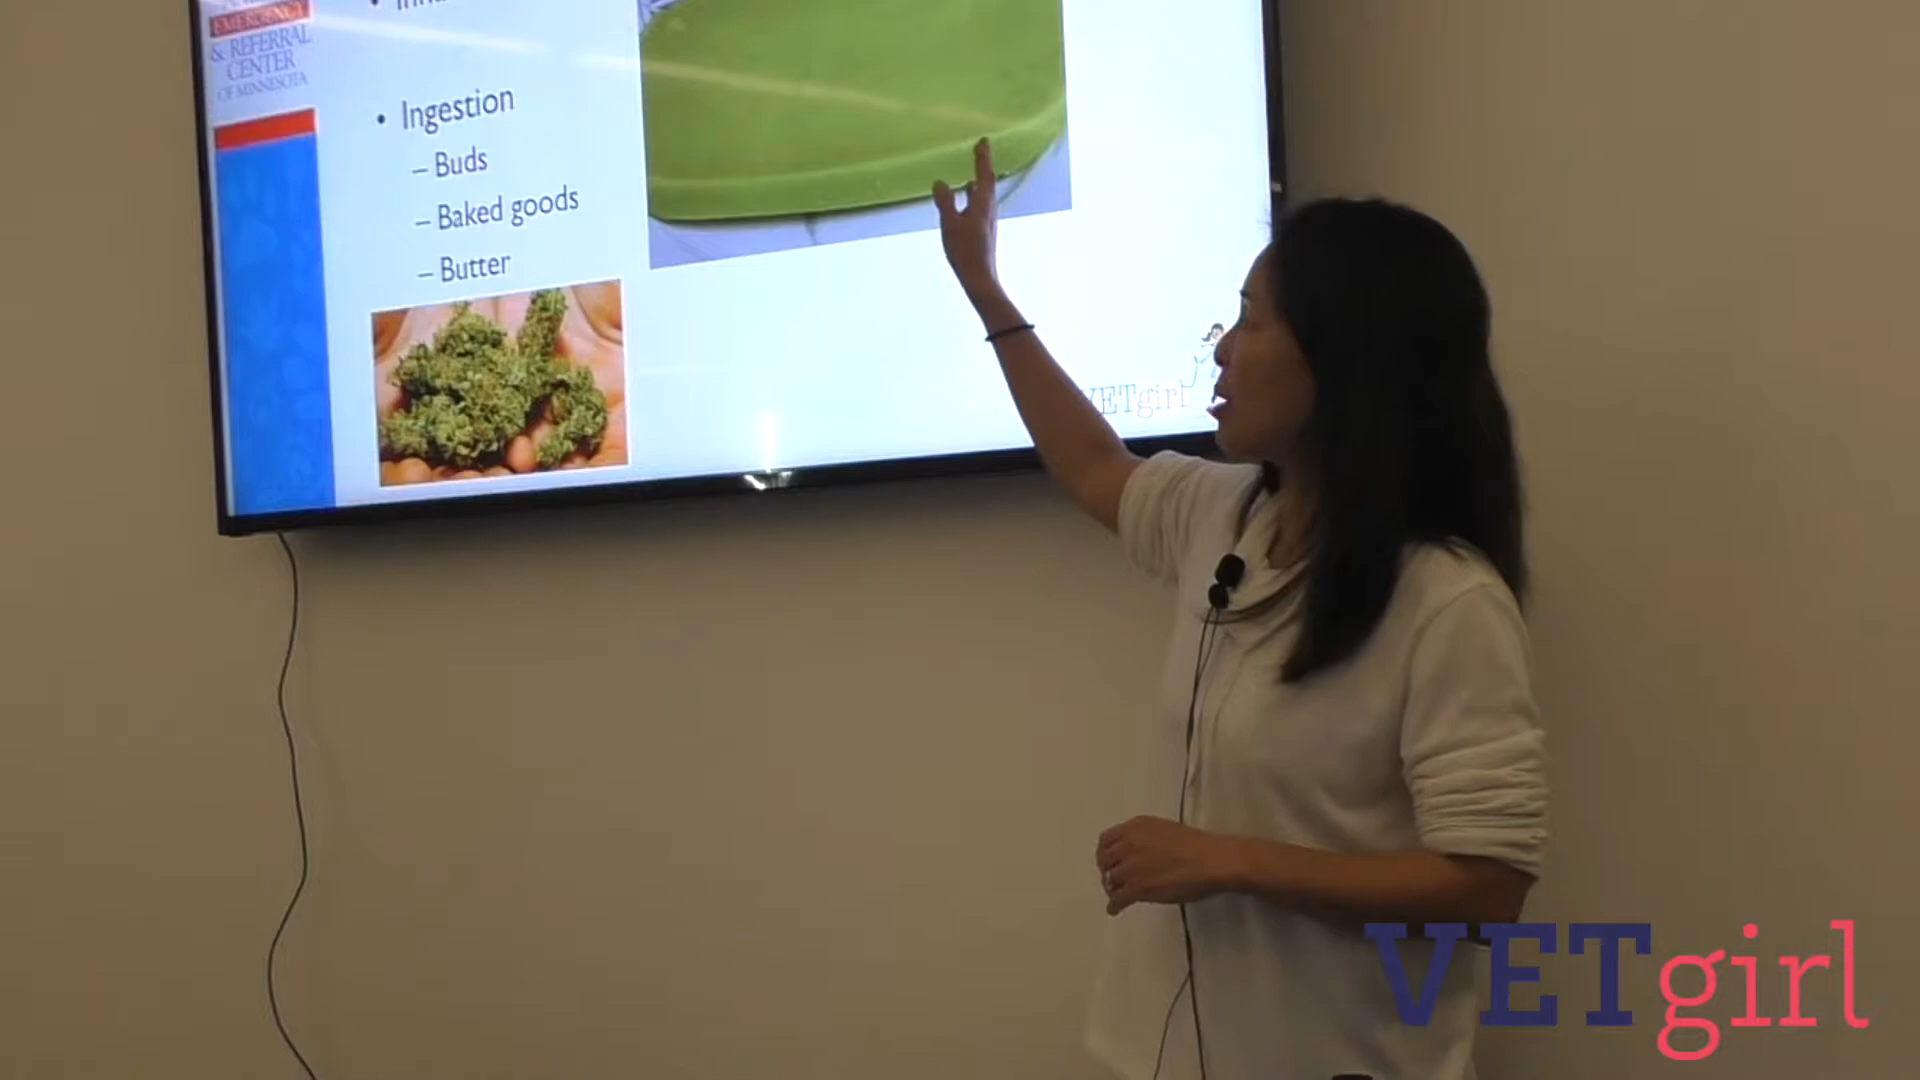 EMERGENCY
& REFERRAL
CENTER
OF MINNESOTA
• Ingestion
– Buds
– Baked goods
– Butter
VETgirl
VETgirl